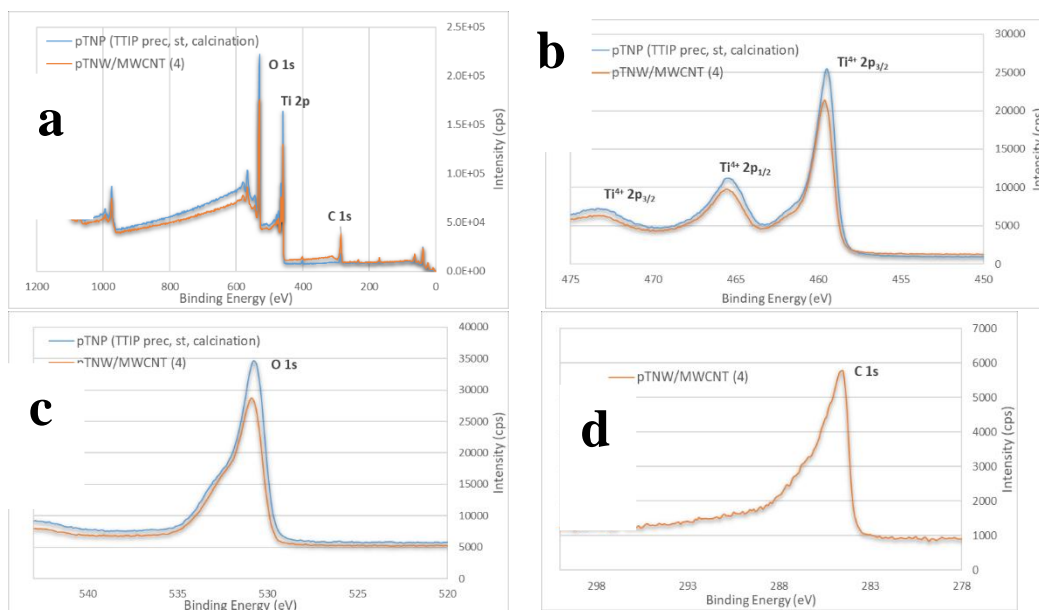 a
pTNP (TTIP prec, st, calcination)
pTNW/MWCNT (4)
O 1s
Ti 2p
C 1s
2.5E+05
2.0E+05
1.5E+05
1.0E+05
5.0E+04
0.0E+00
Intensity (cps)
1200 1000 800 600 400 200 0
Binding Energy (eV)
b
pTNP (TTIP prec, st, calcination)
pTNW/MWCNT (4)
Ti⁴⁺ 2p₃/₂
Ti⁴⁺ 2p₁/₂
Ti⁴⁺ 2p₃/₂
30000
25000
20000
15000
10000
5000
0
Intensity (cps)
475 470 465 460 455 450
Binding Energy (eV)
c
pTNP (TTIP prec, st, calcination)
pTNW/MWCNT (4)
O 1s
40000
35000
30000
25000
20000
15000
10000
5000
0
Intensity (cps)
540 535 530 525 520
Binding Energy (eV)
d
pTNW/MWCNT (4)
C 1s
7000
6000
5000
4000
3000
2000
1000
0
Intensity (cps)
298 293 288 283 278
Binding Energy (eV)